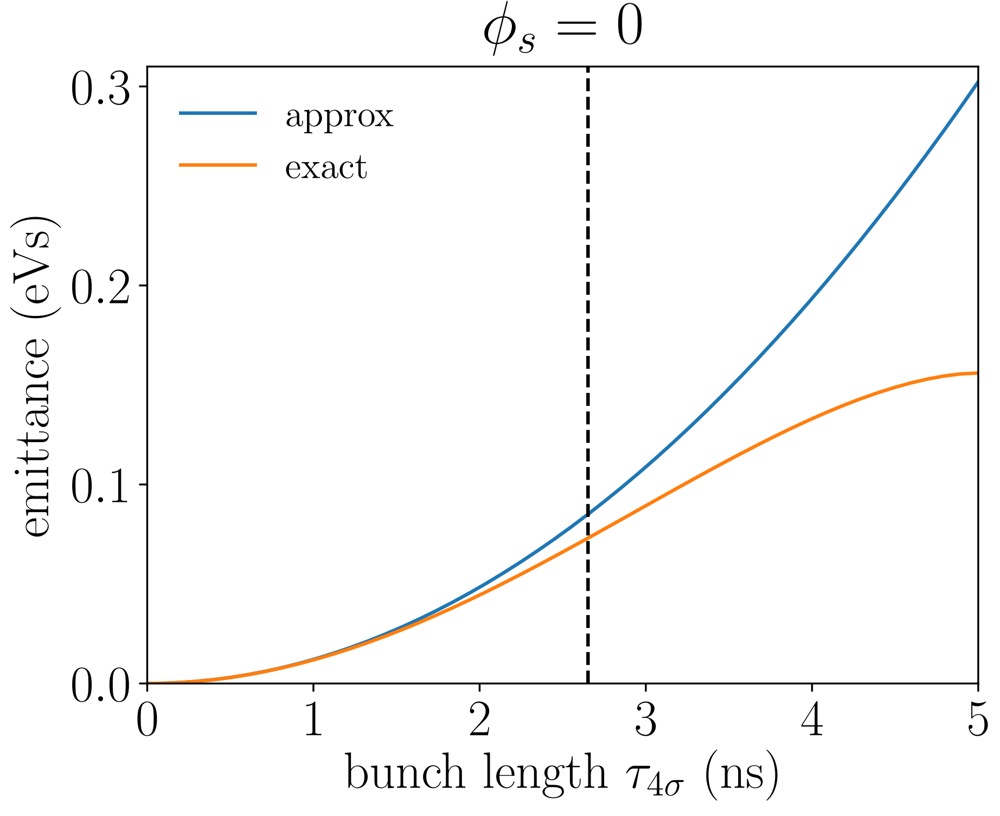 ϕₛ = 0
0.3
approx
exact
0.2
0.1
0.0
emittance (eVs)
0 1 2 3 4 5
bunch length τ₄σ (ns)